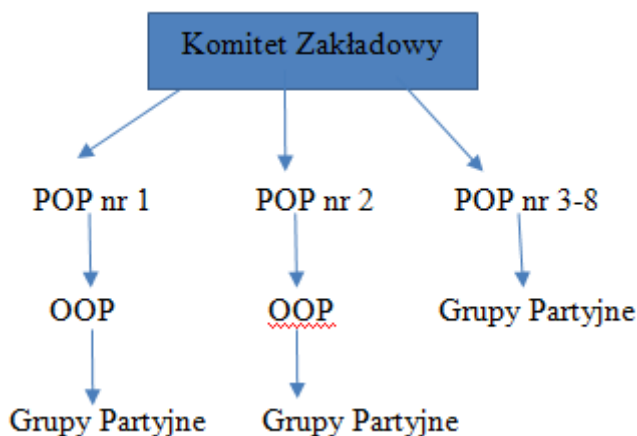 Komitet Zakładowy
POP nr 1
POP nr 2
POP nr 3-8
OOP
OOP
Grupy Partyjne
Grupy Partyjne
Grupy Partyjne